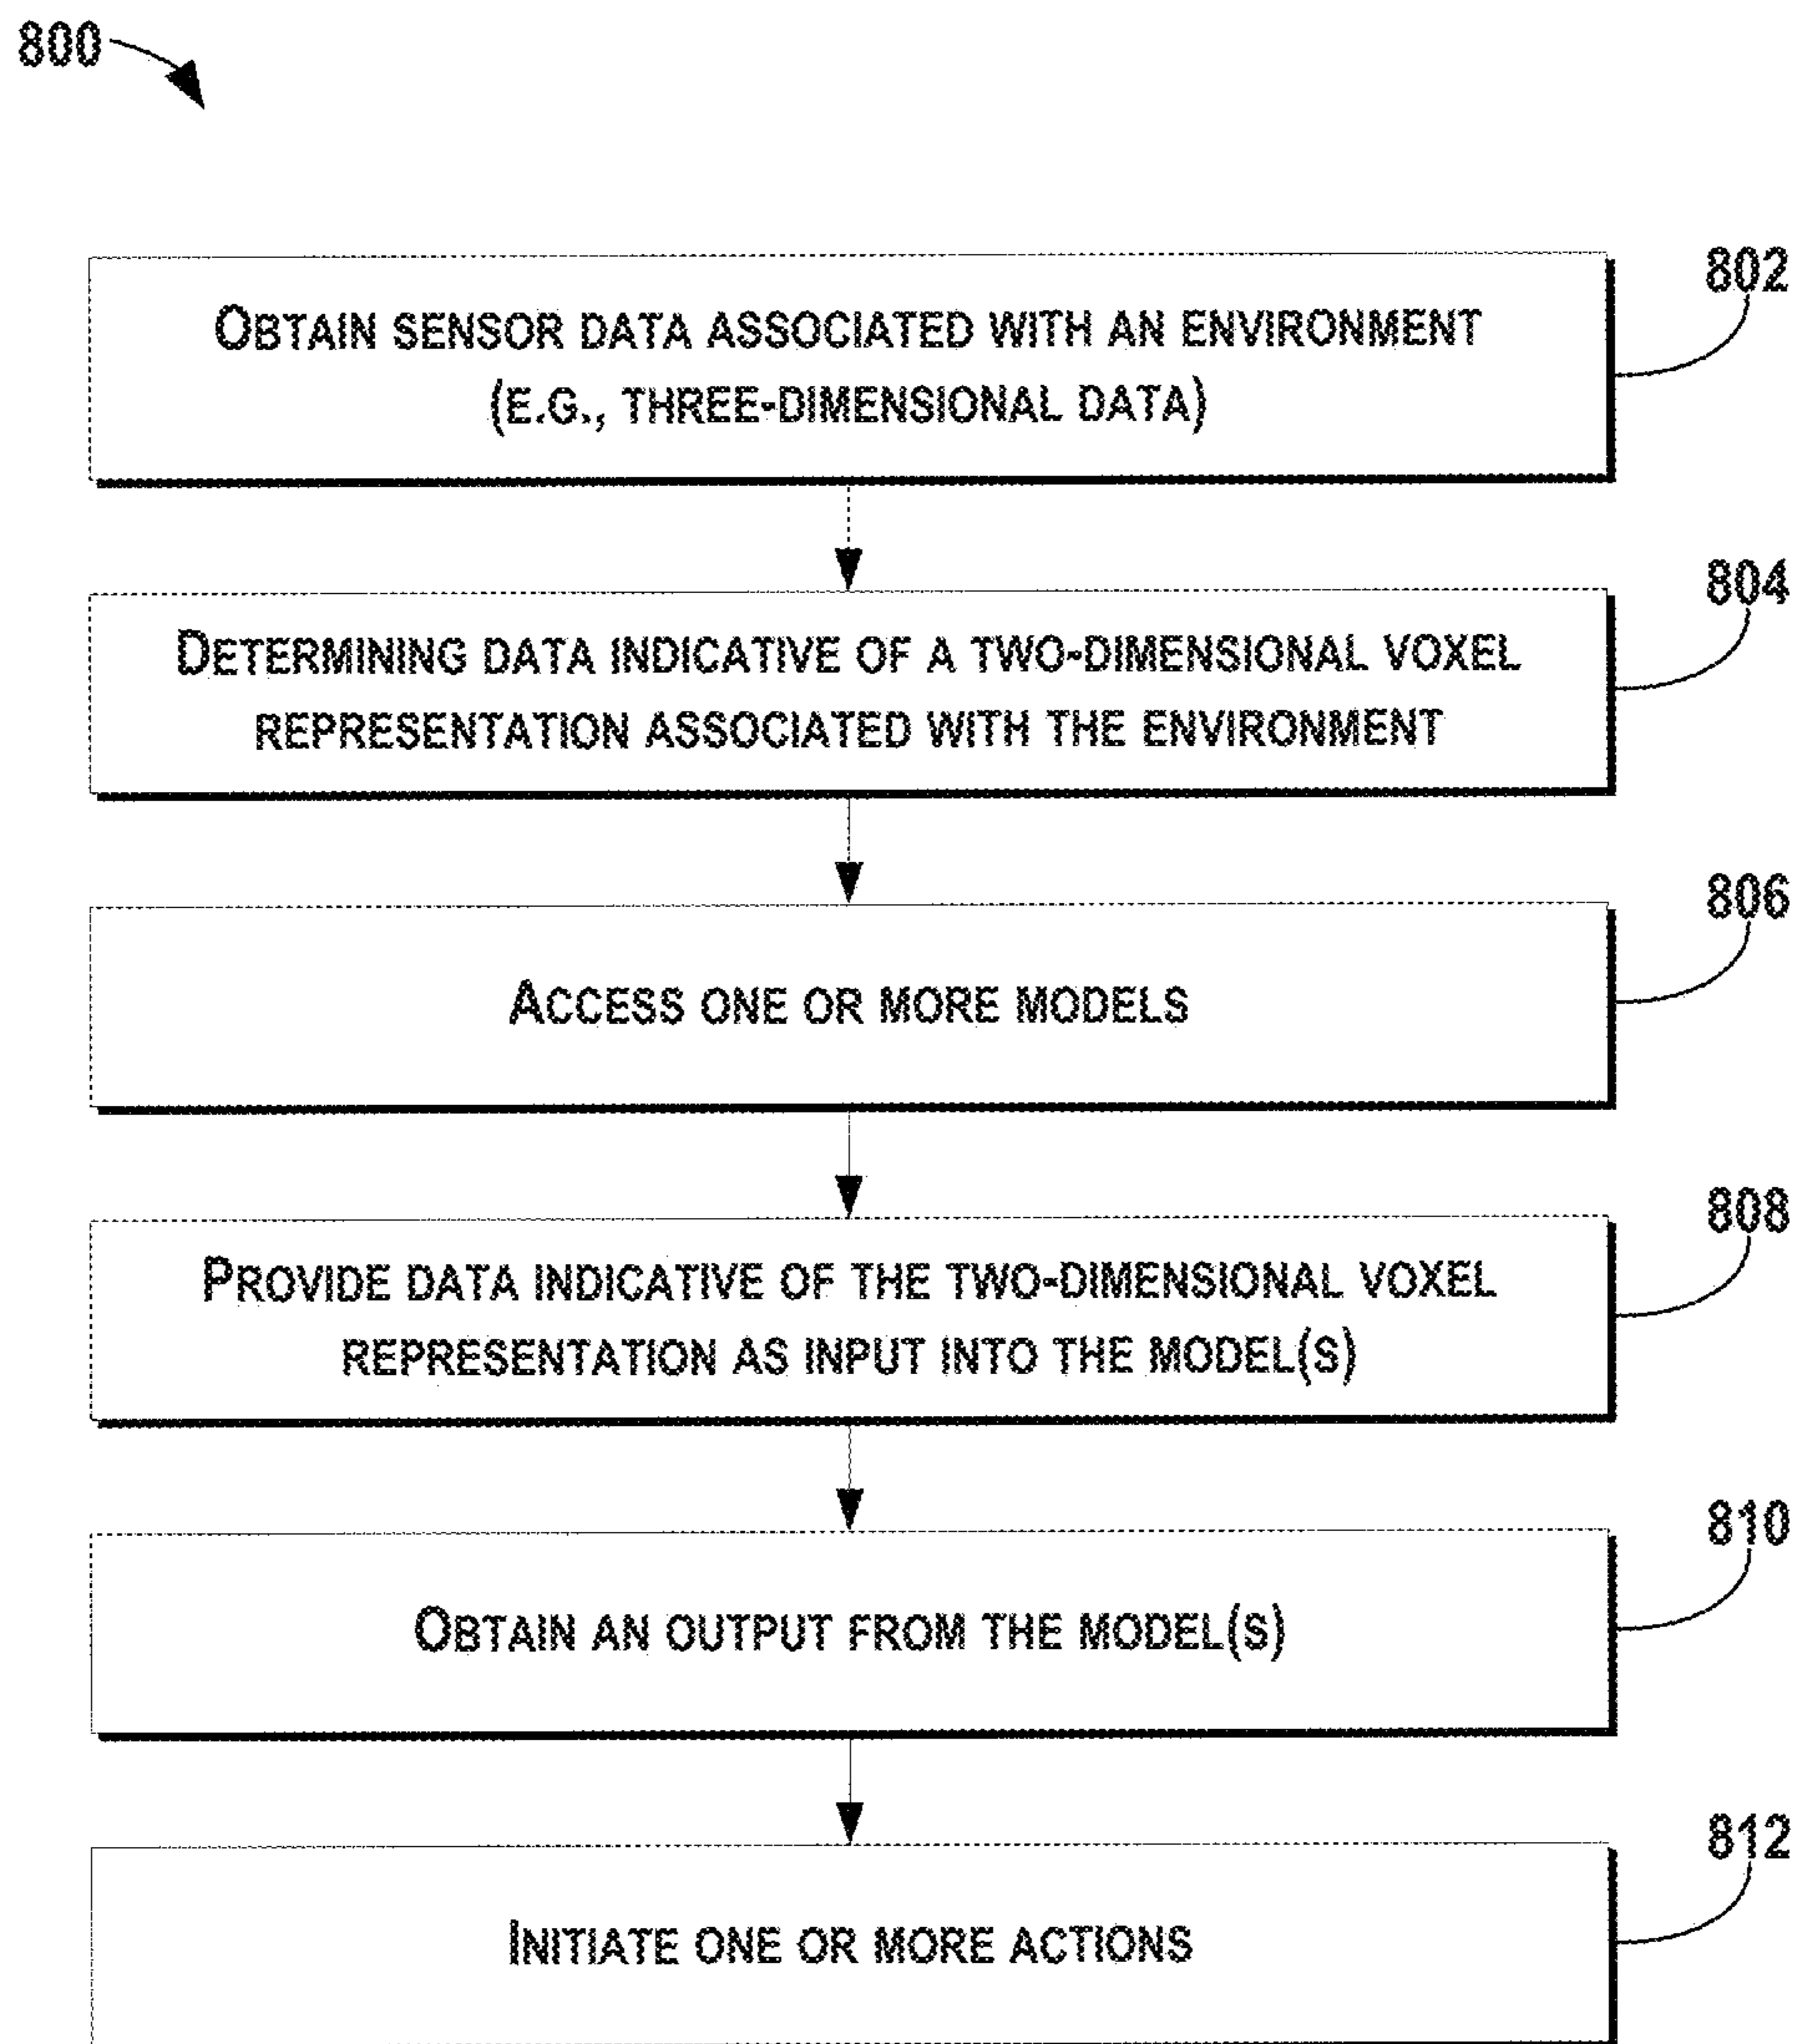 800
802
OBTAIN SENSOR DATA ASSOCIATED WITH AN ENVIRONMENT
(E.G., THREE-DIMENSIONAL DATA)
804
DETERMINING DATA INDICATIVE OF A TWO-DIMENSIONAL VOXEL
REPRESENTATION ASSOCIATED WITH THE ENVIRONMENT
806
ACCESS ONE OR MORE MODELS
808
PROVIDE DATA INDICATIVE OF THE TWO-DIMENSIONAL VOXEL
REPRESENTATION AS INPUT INTO THE MODEL(S)
810
OBTAIN AN OUTPUT FROM THE MODEL(S)
812
INITIATE ONE OR MORE ACTIONS